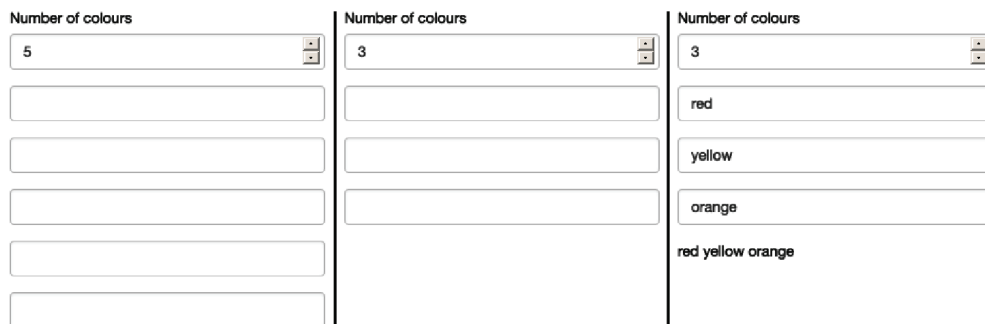 Number of colours
5
Number of colours
3
Number of colours
3
red
yellow
orange
red yellow orange